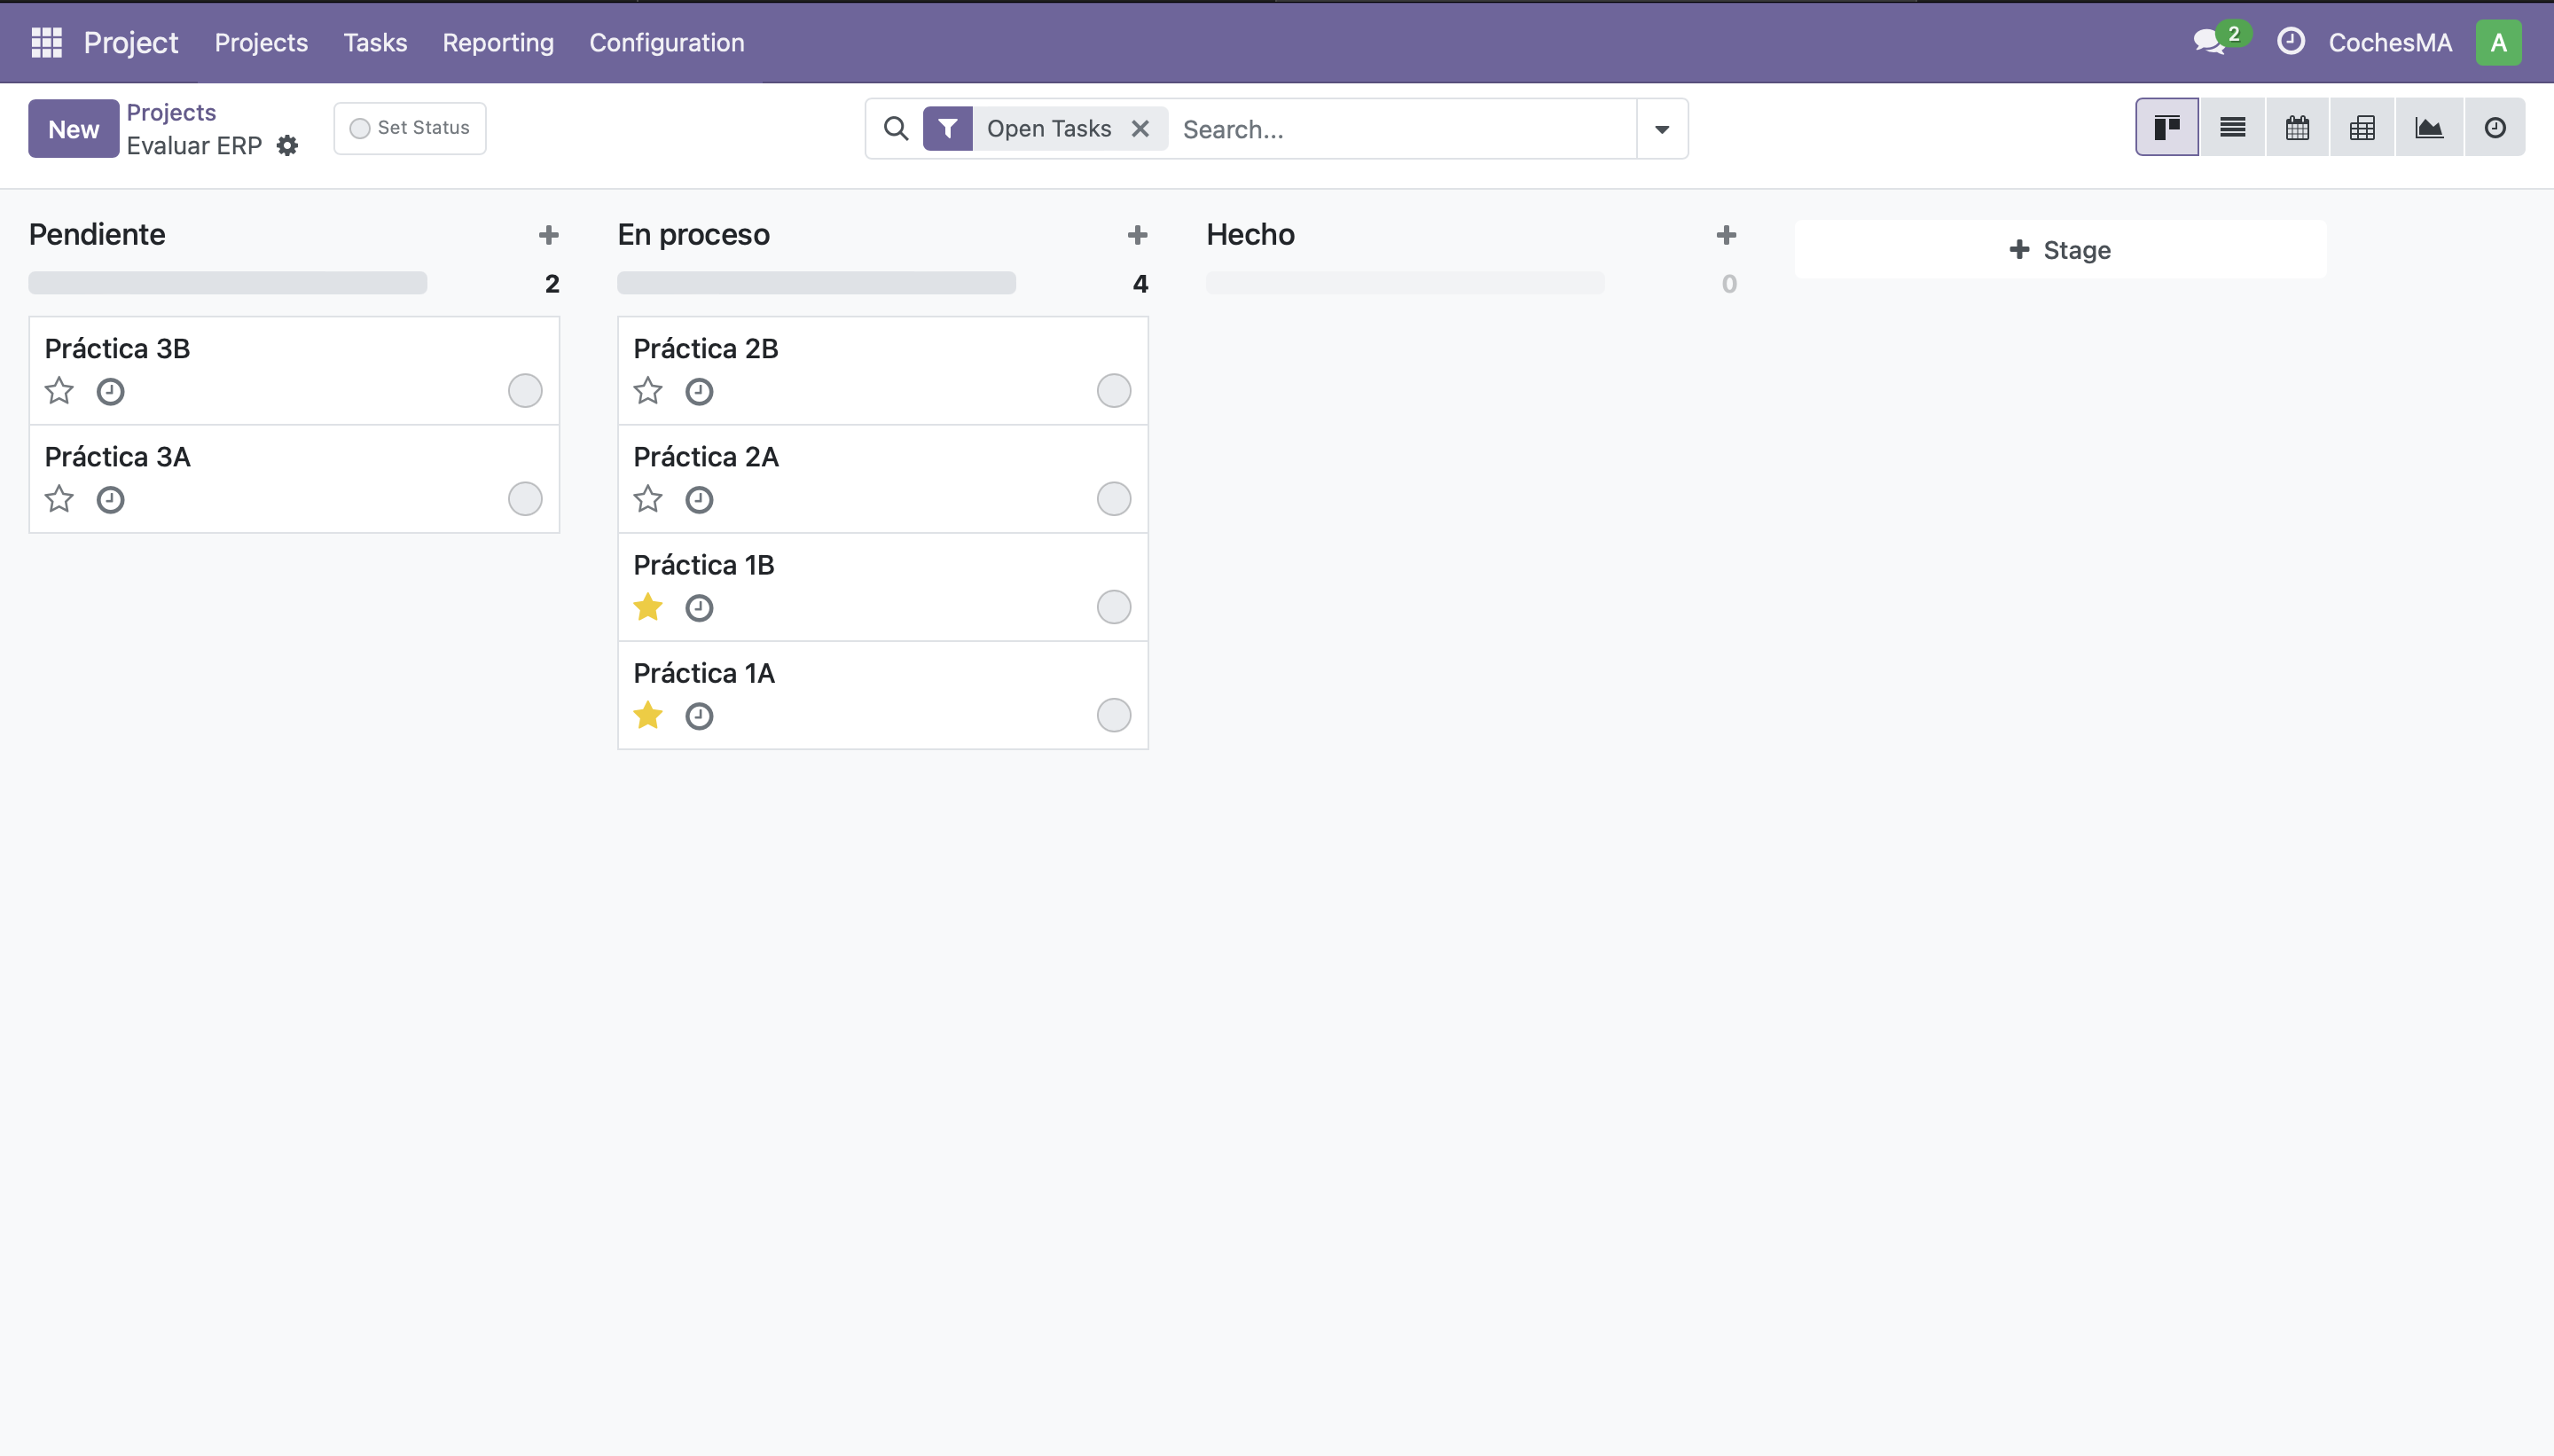 Project Projects Tasks Reporting Configuration 2 CochesMA A
New Projects Set Status Open Tasks Search...
Evaluar ERP
Pendiente En proceso Hecho Stage
2 4 0
Práctica 3B
Práctica 3A
Práctica 2B
Práctica 2A
Práctica 1B
Práctica 1A